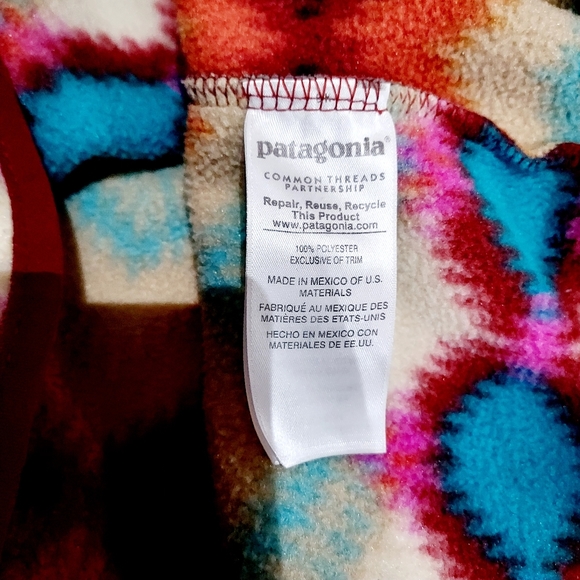 patagonia®
COMMON THREADS
PARTNERSHIP
Repair, Reuse, Recycle
This Product
www.patagonia.com
100% POLYESTER
EXCLUSIVE OF TRIM
MADE IN MEXICO OF U.S.
MATERIALS
FABRIQUÉ AU MEXIQUE DES
MATIÈRES DES ETATS-UNIS
HECHO EN MEXICO CON
MATERIALES DE EE.UU.